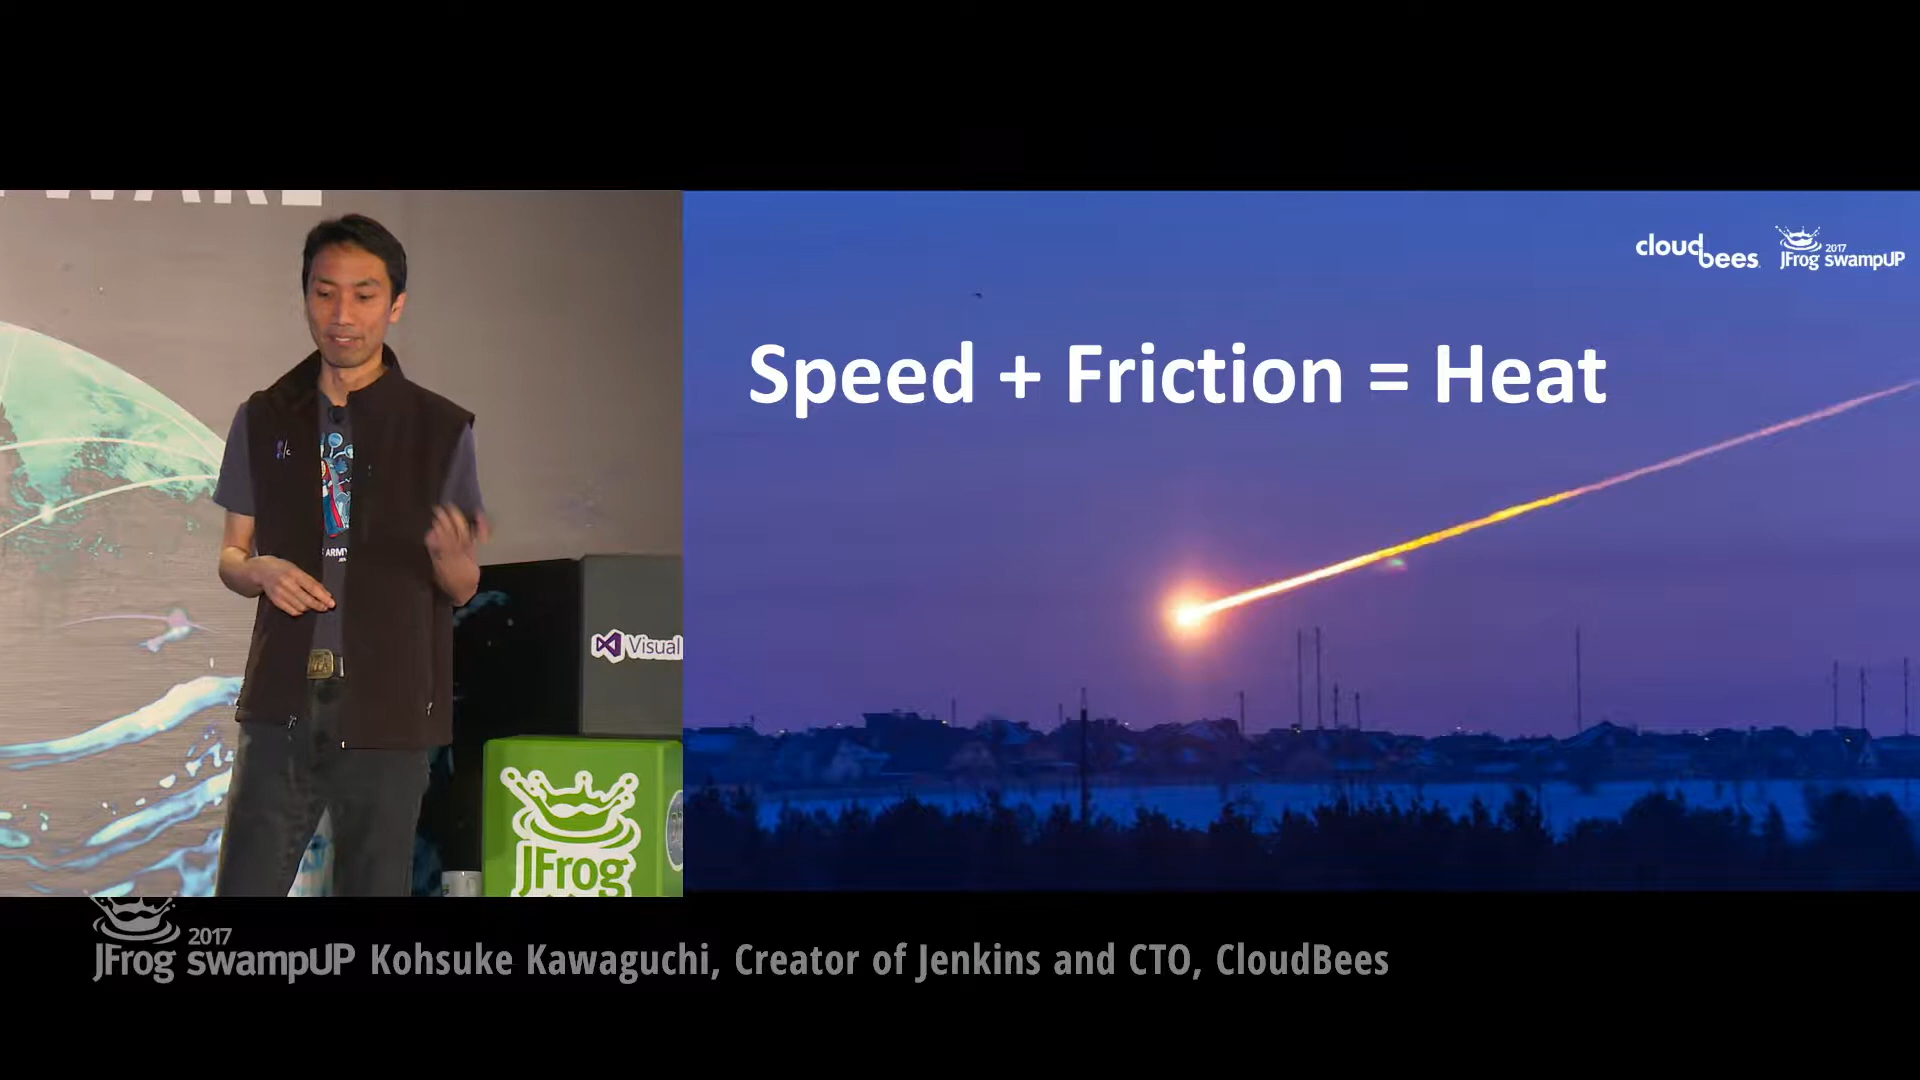 cloudbees
2017
JFrog swampUP
Speed + Friction = Heat
ARMY
Visual
JFrog
2017
JFrog swampUP Kohsuke Kawaguchi, Creator of Jenkins and CTO, CloudBees